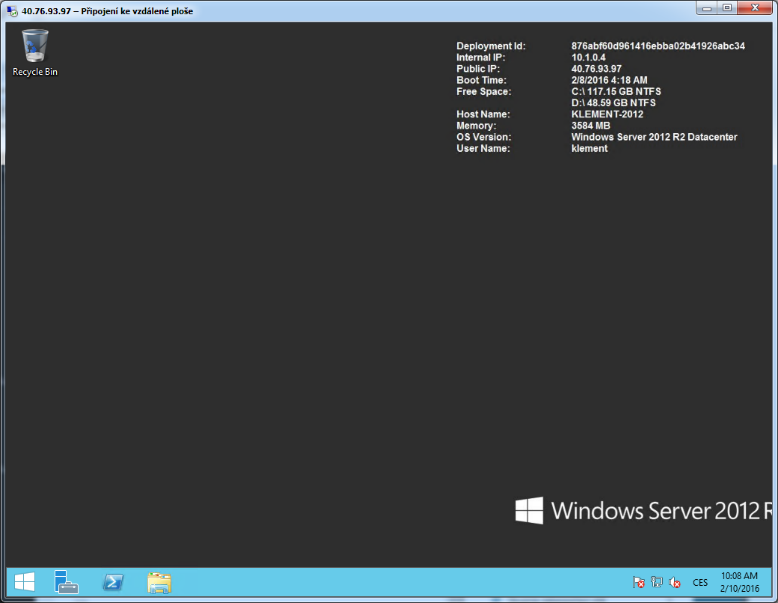 40.76.93.97 – Připojení ke vzdálené ploše
Recycle Bin
Deployment Id: 876abf60d961416ebba02b41926abc34
Internal IP: 10.1.0.4
Public IP: 40.76.93.97
Boot Time: 2/8/2016 4:18 AM
Free Space: C:\ 117.15 GB NTFS
D:\ 48.59 GB NTFS
Host Name: KLEMENT-2012
Memory: 3584 MB
OS Version: Windows Server 2012 R2 Datacenter
User Name: klement
Windows Server 2012 R
CES
10:08 AM
2/10/2016